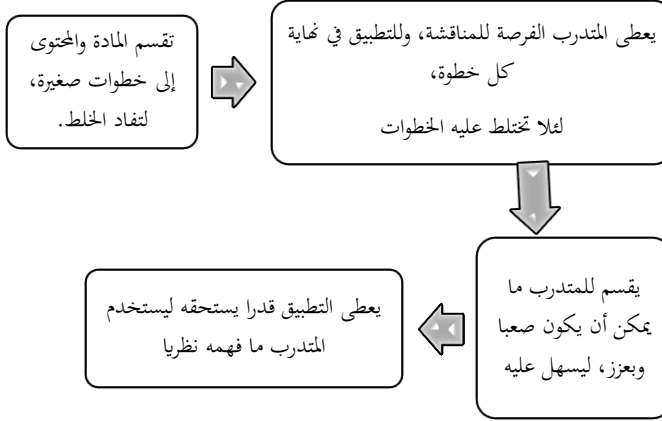 تقسم المادة والمحتوى
إلى خطوات صغيرة،
لتفاد الخلط.
يعطى المتدرب الفرصة للمناقشة، وللتطبيق في نهاية
كل خطوة،
لئلا تختلط عليه الخطوات
يقسم للمتدرب ما
يمكن أن يكون صعبا
وبعزز، ليسهل عليه
يعطى التطبيق قدرا يستحقه ليستخدم
المتدرب ما فهمه نظريا